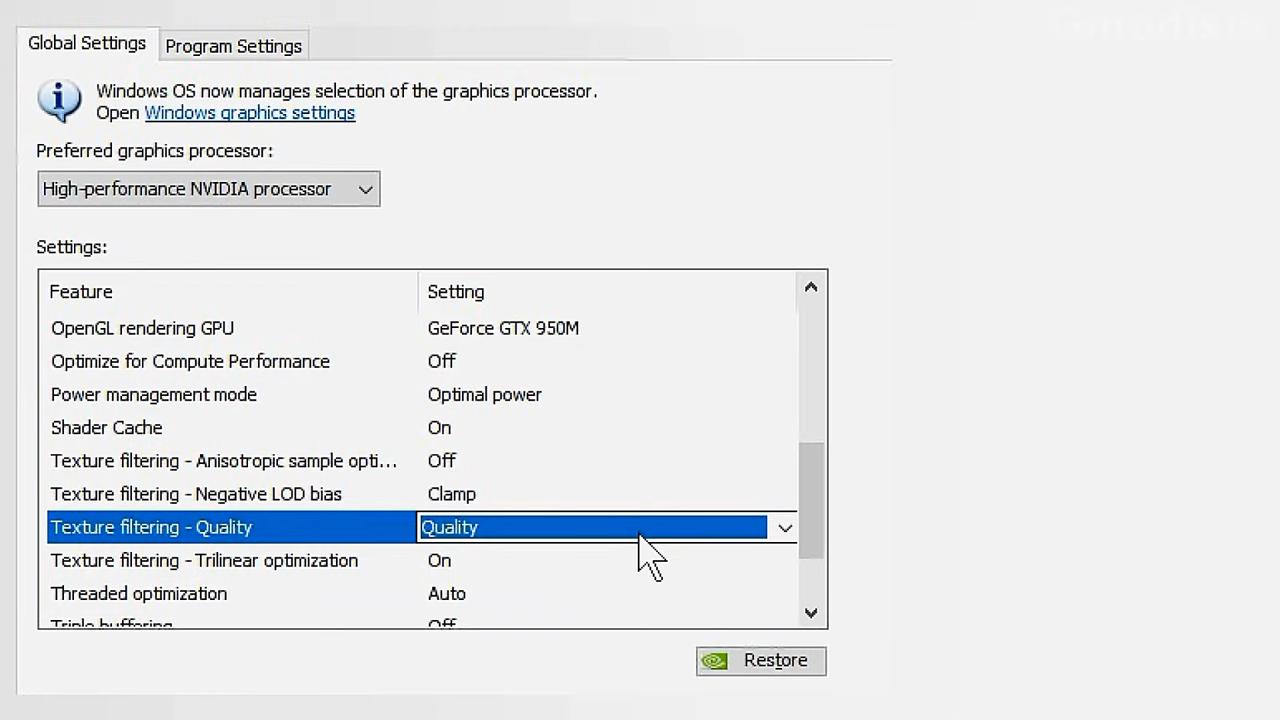 Global Settings
Program Settings
Windows OS now manages selection of the graphics processor.
Open Windows graphics settings
Preferred graphics processor:
High-performance NVIDIA processor
Settings:
Feature Setting
OpenGL rendering GPU GeForce GTX 950M
Optimize for Compute Performance Off
Power management mode Optimal power
Shader Cache On
Texture filtering - Anisotropic sample opti... Off
Texture filtering - Negative LOD bias Clamp
Texture filtering - Quality Quality
Texture filtering - Trilinear optimization On
Threaded optimization Auto
Triple buffering Off
Restore